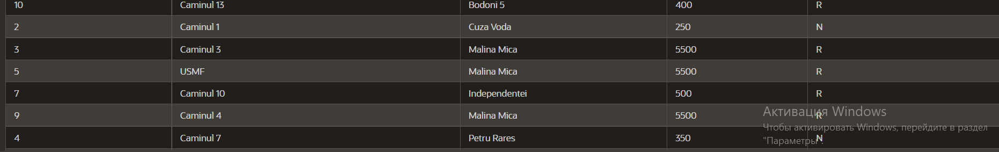 10 Caminul 13 Bodoni 5 400 R
2 Caminul 1 Cuza Voda 250 N
3 Caminul 3 Malina Mica 5500 R
5 USMF Malina Mica 5500 R
7 Caminul 10 Independentei 500 R
9 Caminul 4 Malina Mica 5500 R
Активация Windows
Чтобы активировать Windows, перейдите в раздел
4 Caminul 7 Petru Rares 350 N
"Параметры".